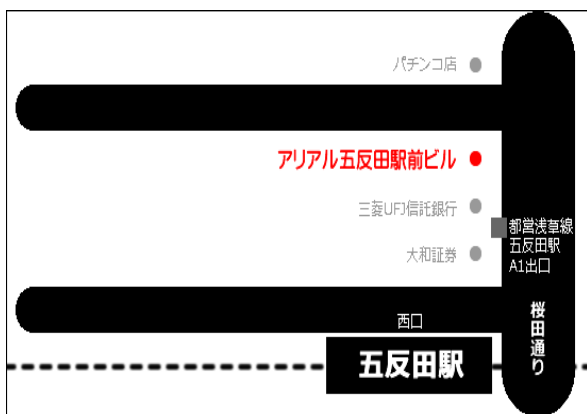 パチンコ店
アリアル五反田駅前ビル
三菱UFJ信託銀行
大和証券
都営浅草線
五反田駅
A1出口
西口
桜田通り
五反田駅